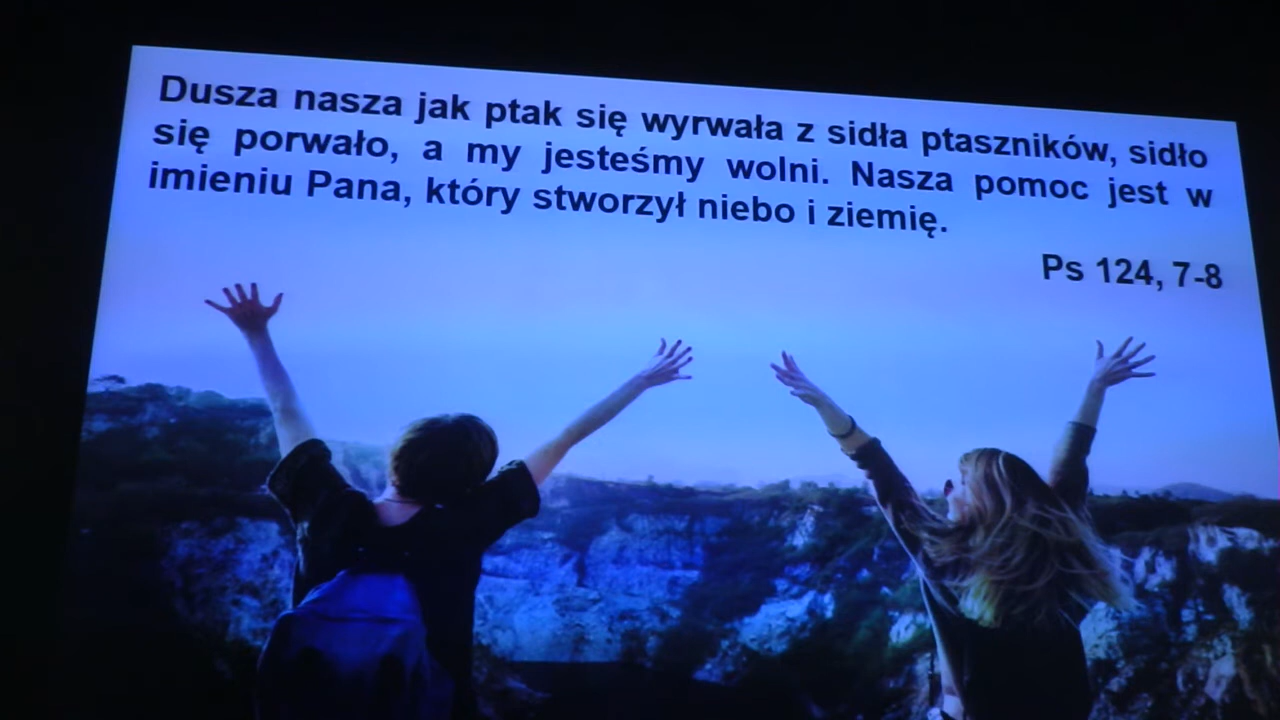 Dusza nasza jak ptak się wyrwała z sidła ptaszników, sidło
się porwało, a my jesteśmy wolni. Nasza pomoc jest w
imieniu Pana, który stworzył niebo i ziemię.
Ps 124, 7-8